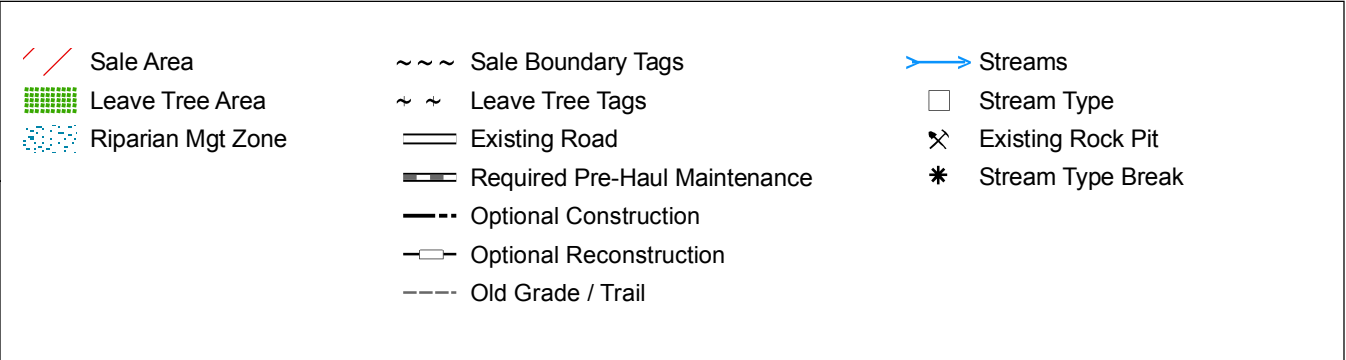 Sale Area
Leave Tree Area
Riparian Mgt Zone
Sale Boundary Tags
Leave Tree Tags
Existing Road
Required Pre-Haul Maintenance
Optional Construction
Optional Reconstruction
Old Grade / Trail
Streams
Stream Type
Existing Rock Pit
Stream Type Break